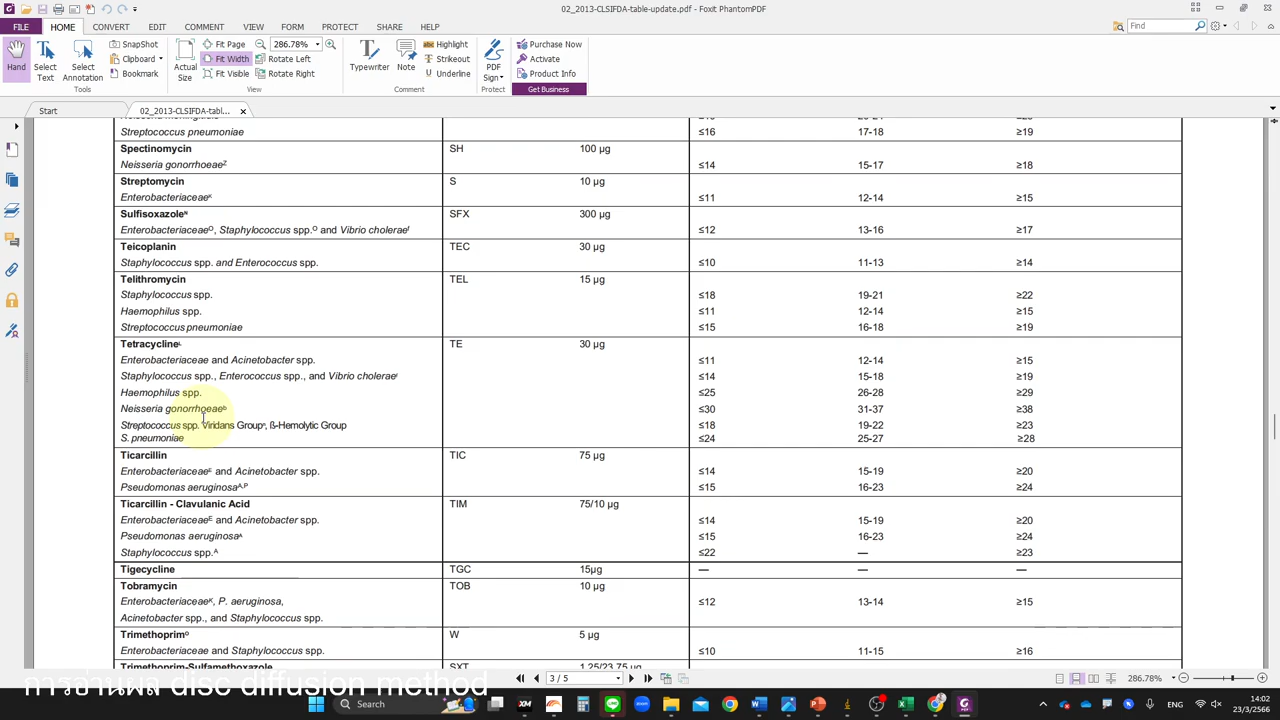 02_2013-CLSIFDA-table-update.pdf - Foxit PhantomPDF
FILE HOME CONVERT EDIT COMMENT VIEW FORM PROTECT SHARE HELP Find
Hand
Select Text
Select Annotation
SnapShot
Clipboard
Bookmark
Tools
Actual Size
Fit Page
Fit Width
Fit Visible
286.78%
Rotate Left
Rotate Right
View
Typewriter
Note
Highlight
Strikeout
Underline
Comment
PDF Sign
Protect
Purchase Now
Activate
Product Info
Get Business
Start 02_2013-CLSIFDA-tabl...
Streptococcus pneumoniae ≤16 17-18 ≥19
Spectinomycin SH 100 µg
Neisseria gonorrhoeaeᶻ ≤14 15-17 ≥18
Streptomycin S 10 µg
Enterobacteriaceaeᴷ ≤11 12-14 ≥15
Sulfisoxazoleᴺ SFX 300 µg
Enterobacteriaceaeᴼ, Staphylococcus spp.ᴼ and Vibrio choleraeᶠ ≤12 13-16 ≥17
Teicoplanin TEC 30 µg
Staphylococcus spp. and Enterococcus spp. ≤10 11-13 ≥14
Telithromycin TEL 15 µg
Staphylococcus spp. ≤18 19-21 ≥22
Haemophilus spp. ≤11 12-14 ≥15
Streptococcus pneumoniae ≤15 16-18 ≥19
Tetracyclineᴸ TE 30 µg
Enterobacteriaceae and Acinetobacter spp. ≤11 12-14 ≥15
Staphylococcus spp., Enterococcus spp., and Vibrio cholerae ≤14 15-18 ≥19
Haemophilus spp. ≤25 26-28 ≥29
Neisseria gonorrhoeaeᵇ ≤30 31-37 ≥38
Streptococcus spp. Viridans Group, ß-Hemolytic Group ≤18 19-22 ≥23
S. pneumoniae ≤24 25-27 ≥28
Ticarcillin TIC 75 µg
Enterobacteriaceaeᴱ and Acinetobacter spp. ≤14 15-19 ≥20
Pseudomonas aeruginosaᴬ·ᴾ ≤15 16-23 ≥24
Ticarcillin - Clavulanic Acid TIM 75/10 µg
Enterobacteriaceaeᴱ and Acinetobacter spp. ≤14 15-19 ≥20
Pseudomonas aeruginosaᴬ ≤15 16-23 ≥24
Staphylococcus spp.ᴬ ≤22 — ≥23
Tigecycline TGC 15µg — — —
Tobramycin TOB 10 µg
Enterobacteriaceaeᴷ, P. aeruginosa, ≤12 13-14 ≥15
Acinetobacter spp., and Staphylococcus spp.
Trimethoprimᴼ W 5 µg
Enterobacteriaceae and Staphylococcus spp. ≤10 11-15 ≥16
Trimethoprim-Sulfamethoxazole SXT 1.25/23.75 µg
การอ่านผล disc diffusion method
3 / 5 286.78%
Search
ENG
14:02
23/3/2566